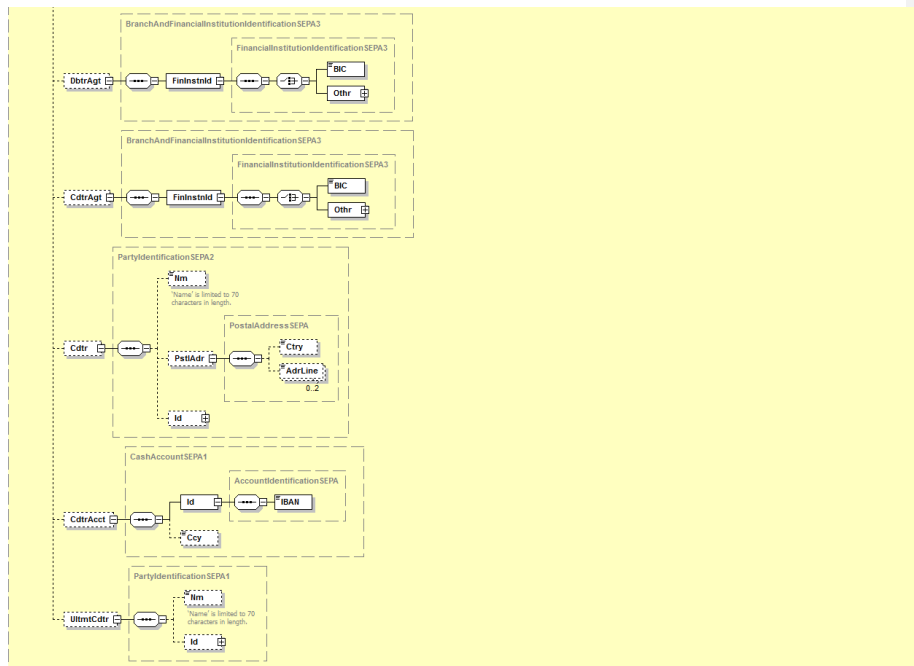 BranchAndFinancialInstitutionIdentificationSEPA3
FinancialInstitutionIdentificationSEPA3
BIC
DbtrAgt
FinInstnId
Othr
BranchAndFinancialInstitutionIdentificationSEPA3
FinancialInstitutionIdentificationSEPA3
BIC
CdtrAgt
FinInstnId
Othr
PartyIdentificationSEPA2
Nm
'Name' is limited to 70
characters in length.
PostalAddressSEPA
Ctry
Cdtr
PstlAdr
AdrLine
0..2
Id
CashAccountSEPA1
AccountIdentificationSEPA
Id
IBAN
CdtrAcct
Ccy
PartyIdentificationSEPA1
Nm
'Name' is limited to 70
characters in length.
UltmtCdtr
Id